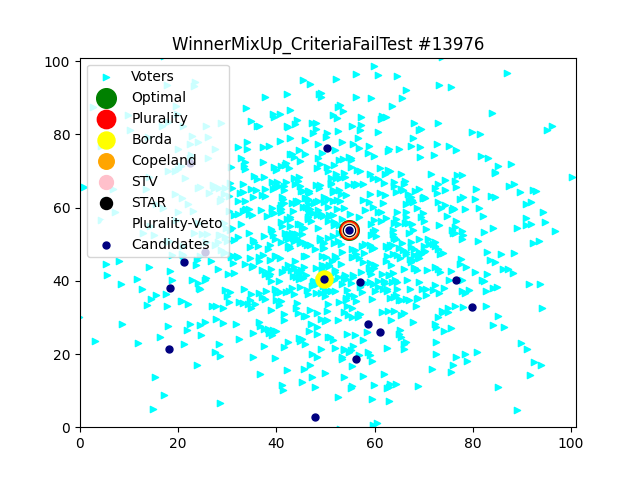 WinnerMixUp_CriteriaFailTest #13976
100
80
60
40
20
0
0
20
40
60
80
100
Voters
Optimal
Plurality
Borda
Copeland
STV
STAR
Plurality-Veto
Candidates